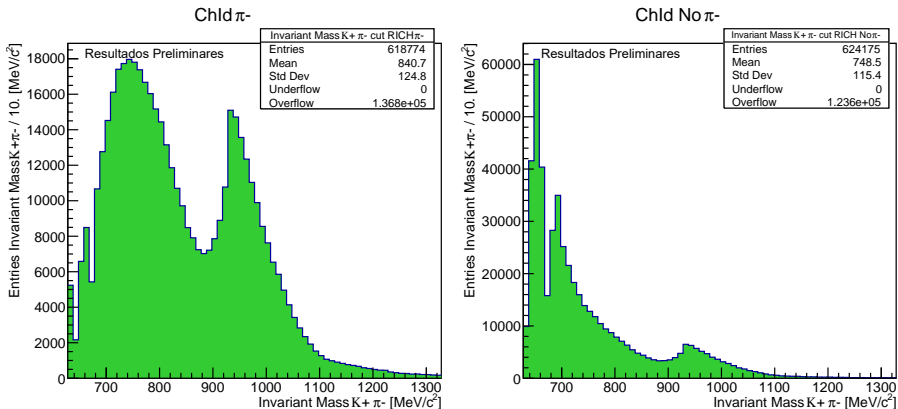 ChId π-
Invariant Mass K+ π- cut RICHπ-
Entries 618774
Mean 840.7
Std Dev 124.8
Underflow 0
Overflow 1.368e+05
Resultados Preliminares
Entries Invariant MassK+π- / 10. [MeV/c²]
18000
16000
14000
12000
10000
8000
6000
4000
2000
0
700 800 900 1000 1100 1200 1300
Invariant Mass K+ π- [MeV/c²]
ChId No π-
Invariant Mass K+ π- cut RICH Noπ-
Entries 624175
Mean 748.5
Std Dev 115.4
Underflow 0
Overflow 1.236e+05
Resultados Preliminares
Entries Invariant MassK+π- / 10. [MeV/c²]
60000
50000
40000
30000
20000
10000
0
700 800 900 1000 1100 1200 1300
Invariant Mass K+ π- [MeV/c²]